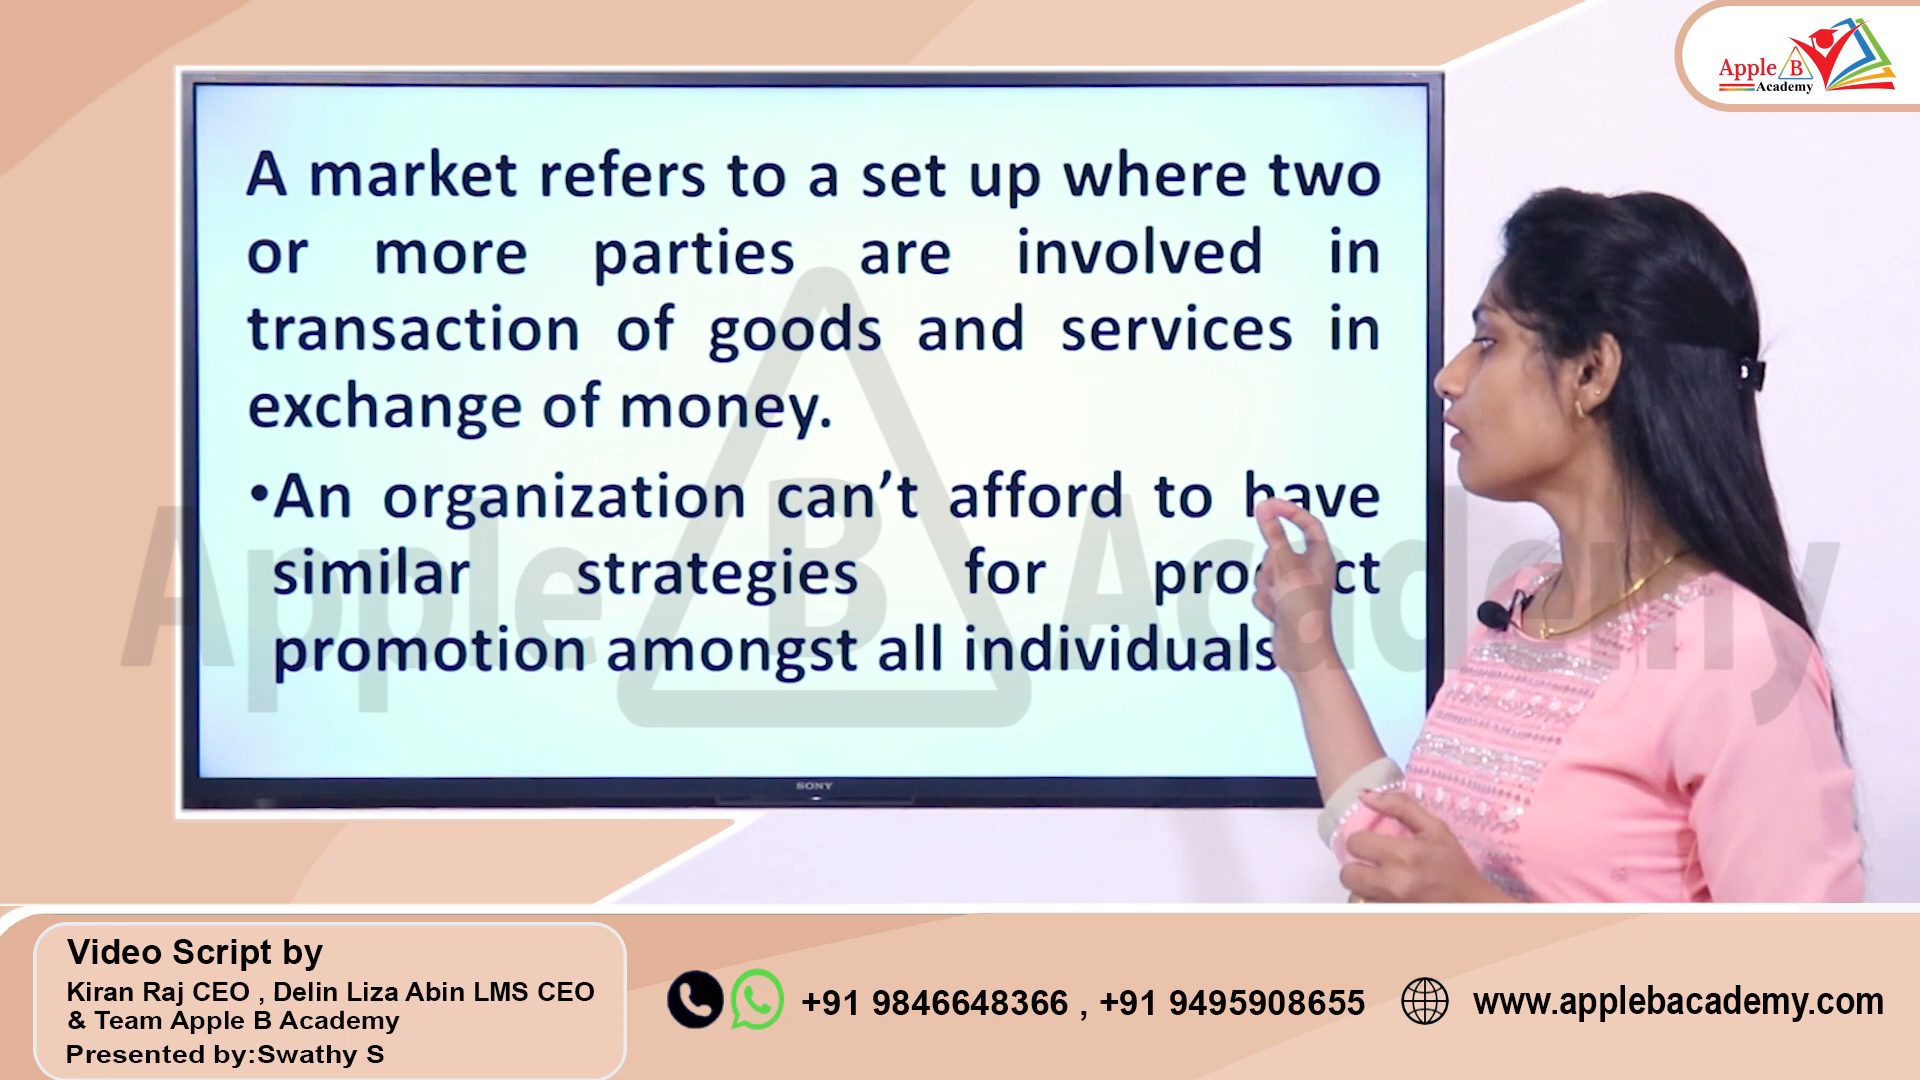 Apple B
Academy
A market refers to a set up where two
or more parties are involved in
transaction of goods and services in
exchange of money.
•An organization can’t afford to have
similar strategies for product
promotion amongst all individuals
Apple B Academy
SONY
Video Script by
Kiran Raj CEO , Delin Liza Abin LMS CEO
& Team Apple B Academy
Presented by:Swathy S
+91 9846648366 , +91 9495908655
www.applebacademy.com